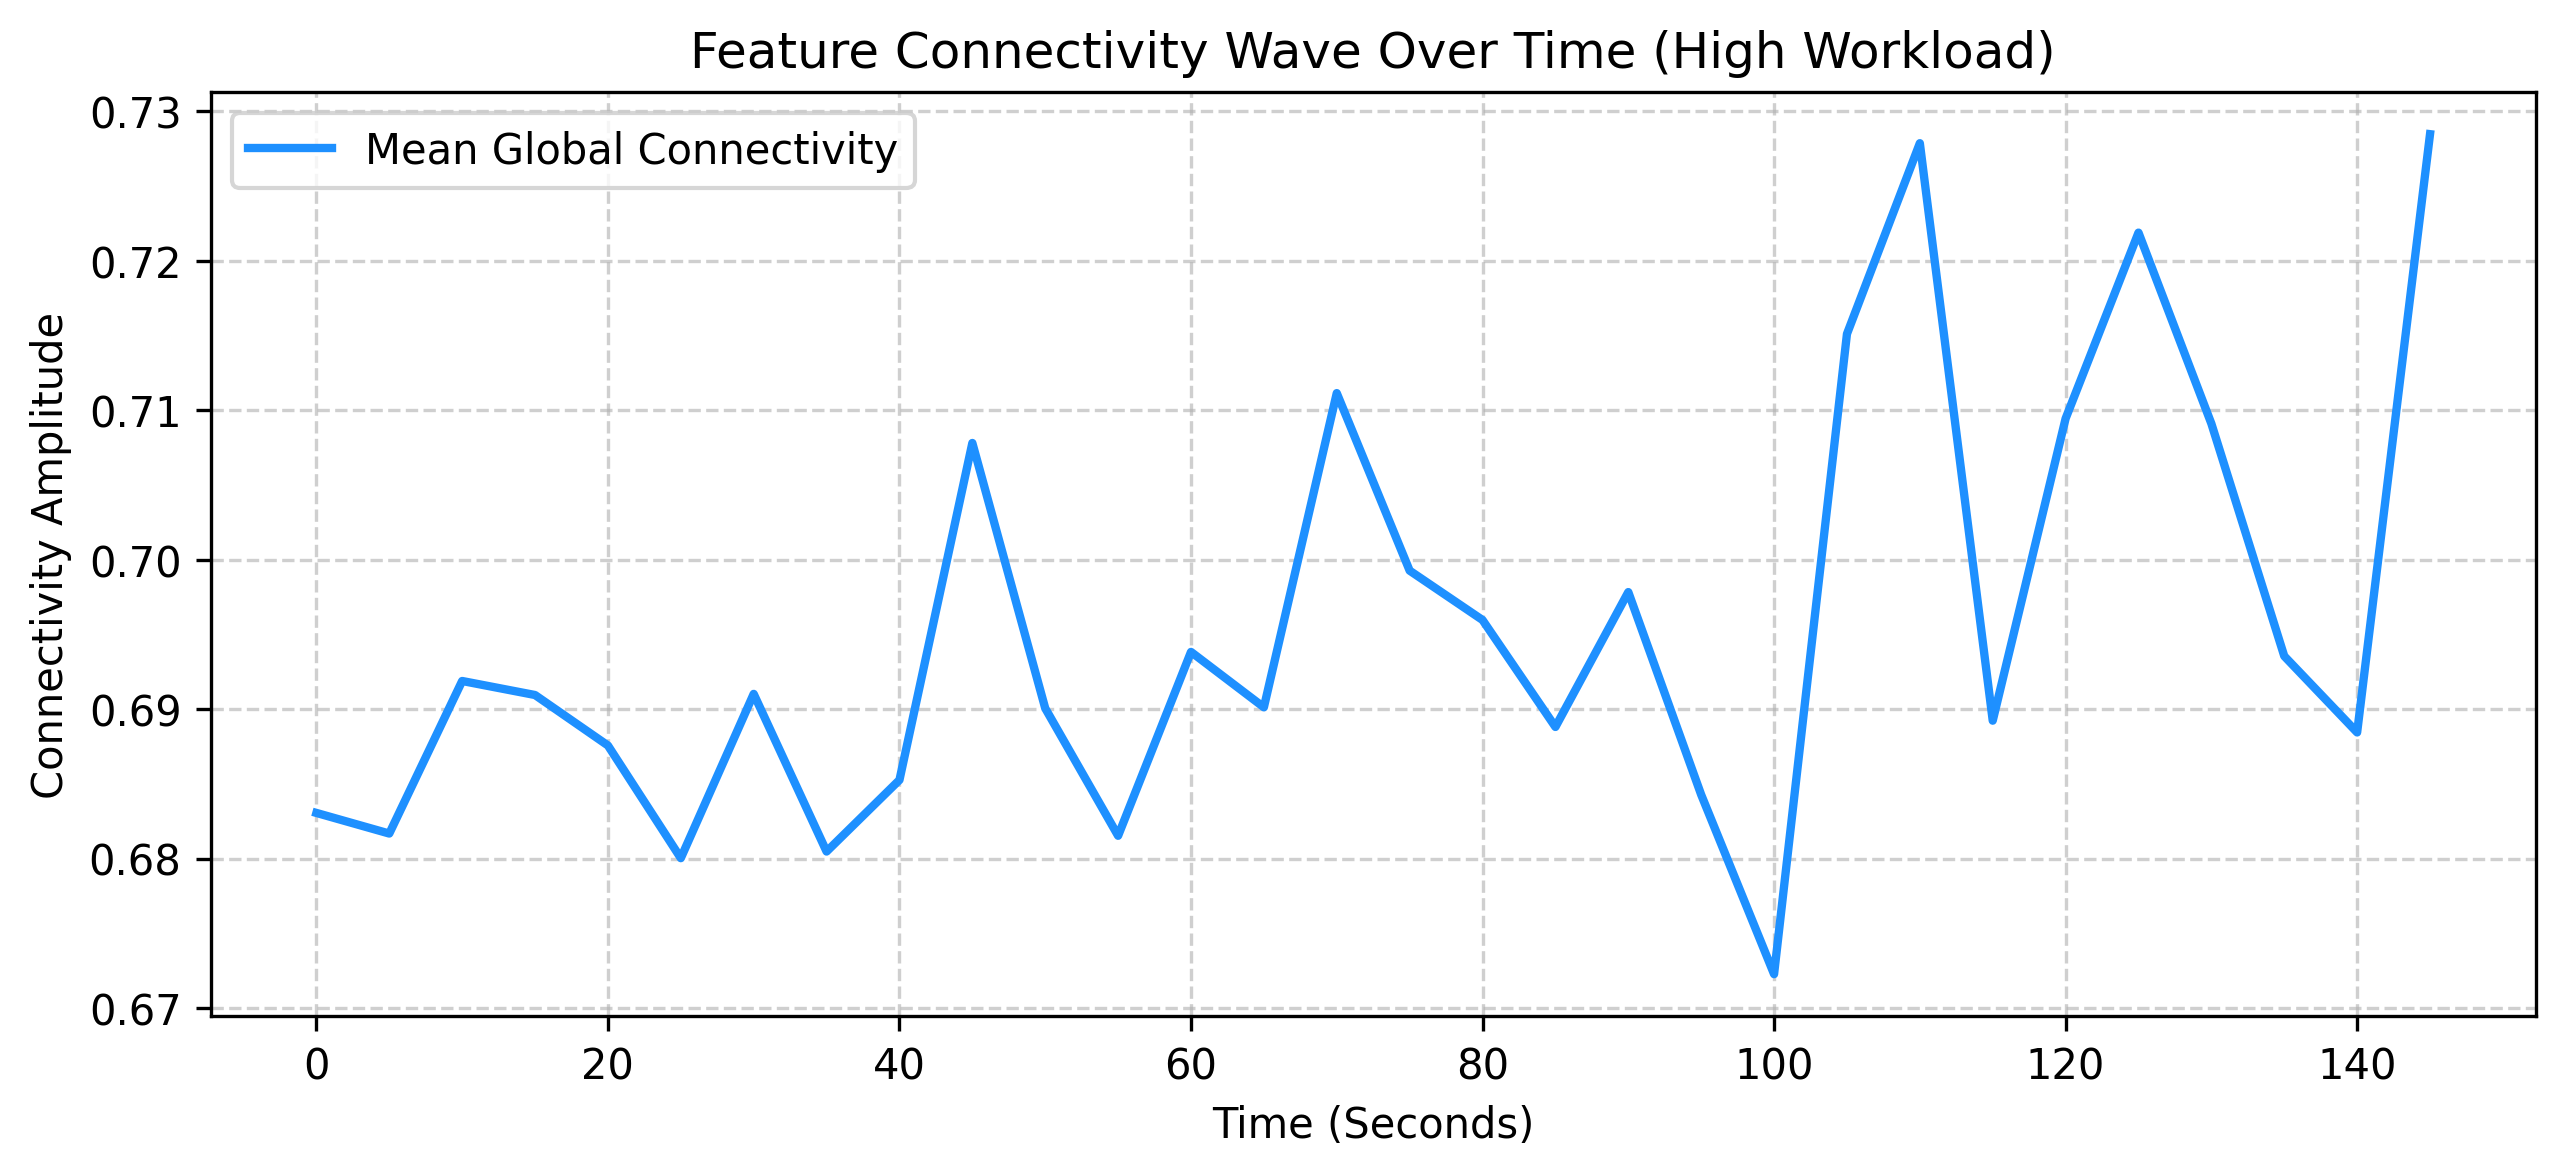 Feature Connectivity Wave Over Time (High Workload)
Mean Global Connectivity
Connectivity Amplitude
0.73
0.72
0.71
0.70
0.69
0.68
0.67
0 20 40 60 80 100 120 140
Time (Seconds)